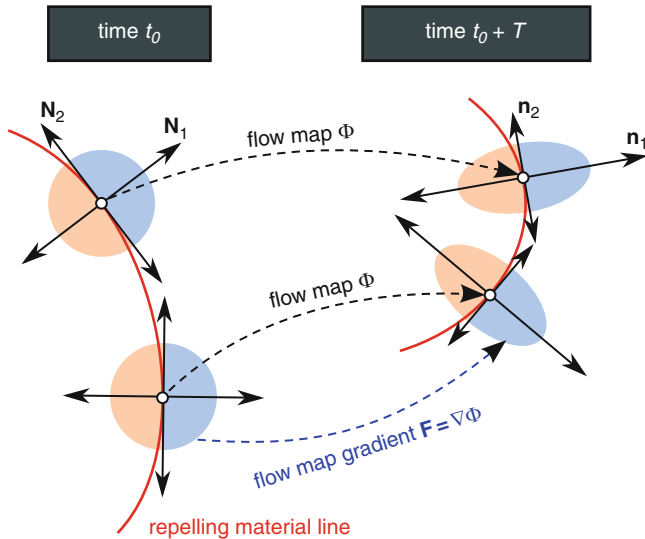 time t₀
time t₀ + T
N₂
N₁
n₂
n₁
flow map Φ
flow map Φ
flow map gradient F = ∇Φ
repelling material line